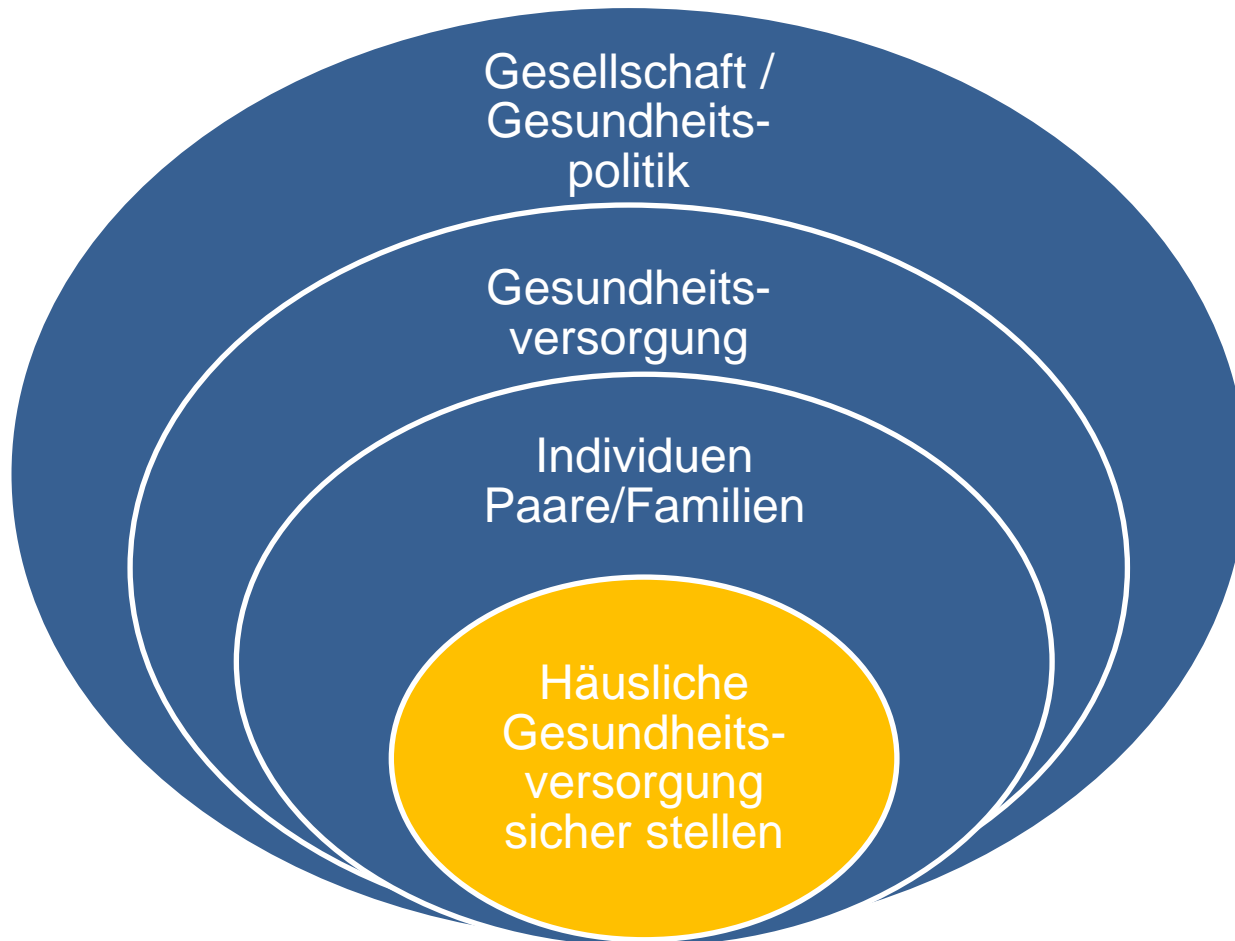 Gesellschaft /
Gesundheits-
politik
Gesundheits-
versorgung
Individuen
Paare/Familien
Häusliche
Gesundheits-
versorgung
sicher stellen